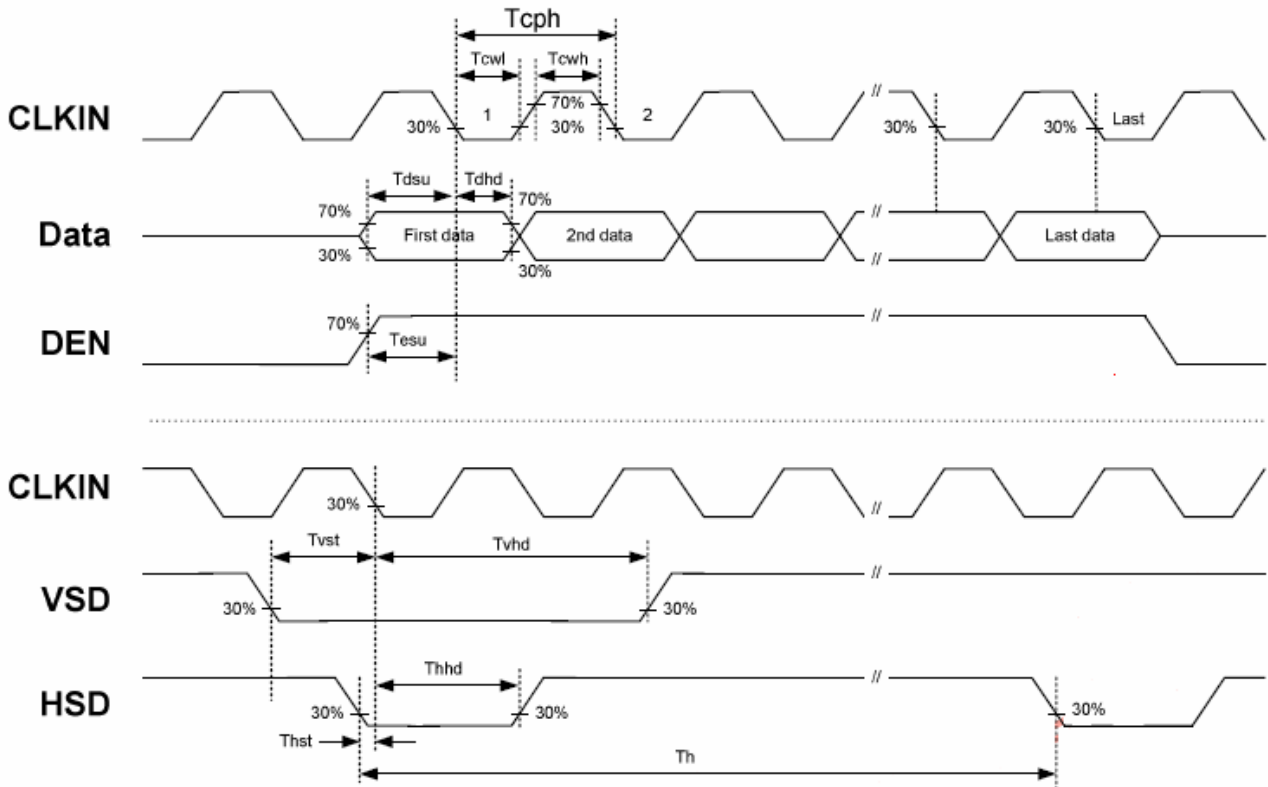 Tcph
Tcwl Tcwh
CLKIN 30% 1 70% 30% 2 // 30% 30% Last
Tdsu Tdhd
70% 70%
Data First data 2nd data // Last data
30% 30%
//
70%
DEN Tesu //
CLKIN 30% //
Tvst Tvhd
//
VSD 30% 30%
Thhd
//
HSD 30% 30% 30%
Thst
Th